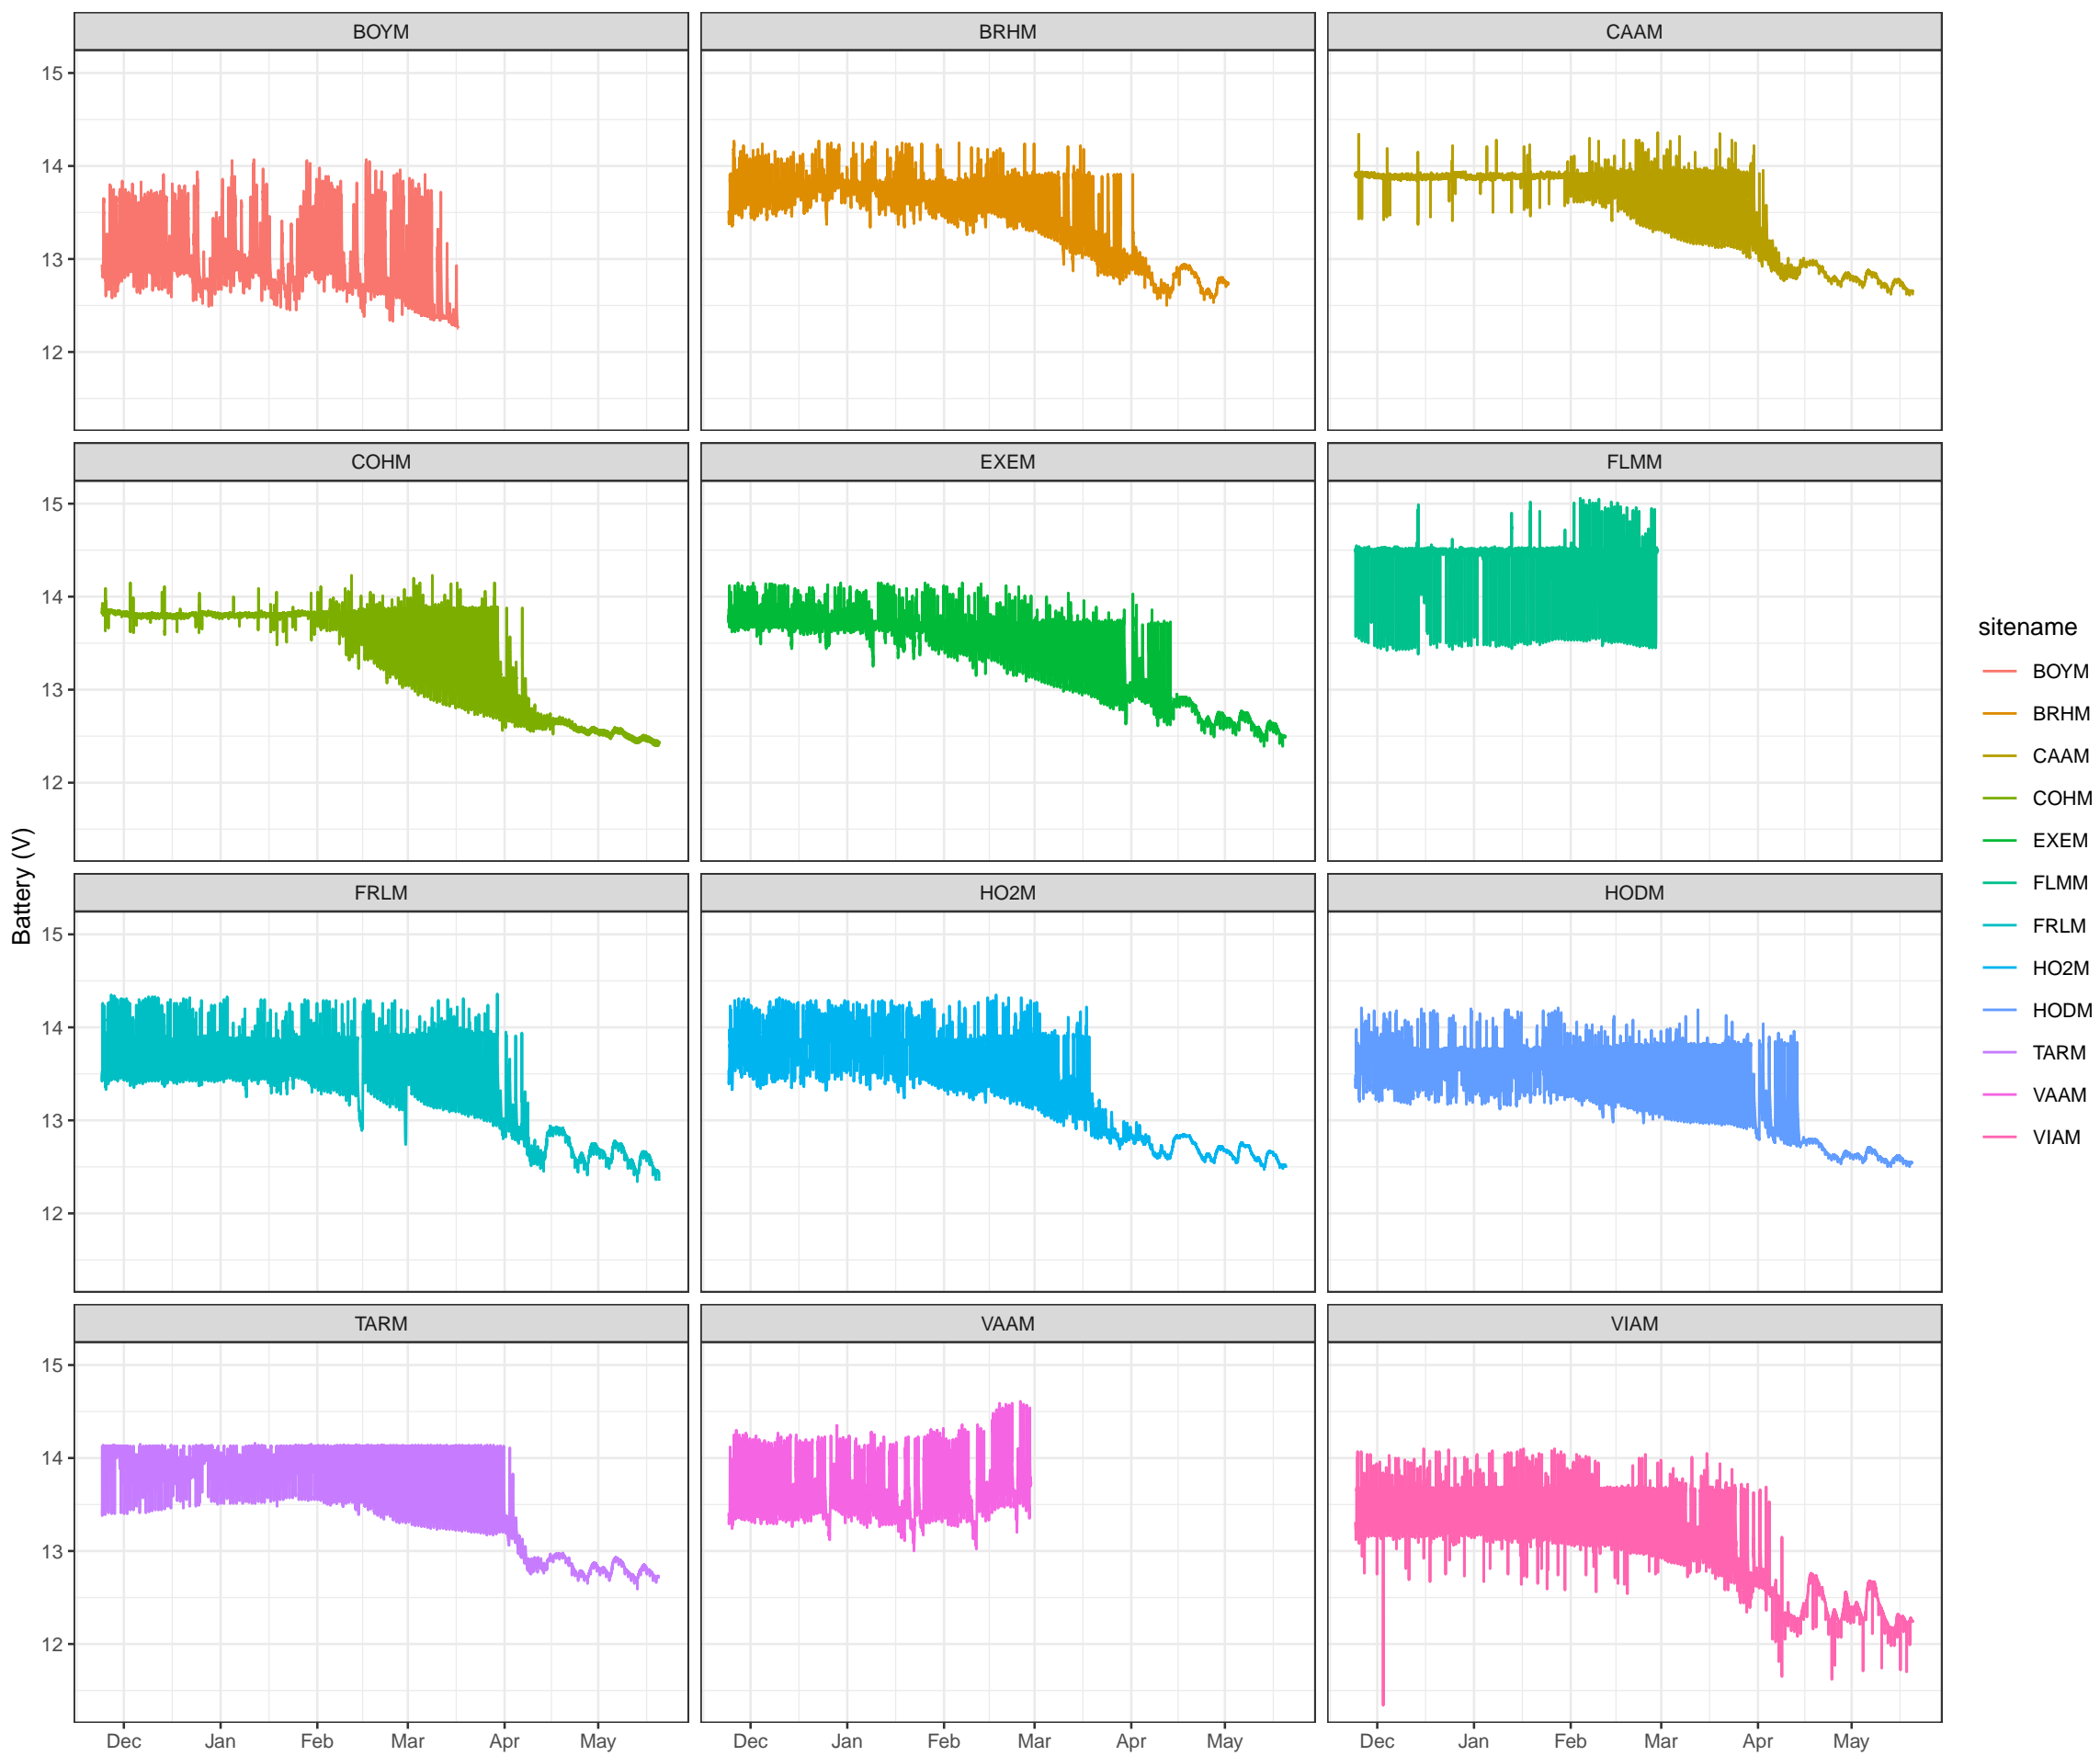 BOYM BRHM CAAM
15
14
13
12
COHM EXEM FLMM
15
14
13
12
FRLM HO2M HODM
15
14
13
12
TARM VAAM VIAM
15
14
13
12
Dec Jan Feb Mar Apr May Dec Jan Feb Mar Apr May Dec Jan Feb Mar Apr May
Battery (V)
sitename
BOYM
BRHM
CAAM
COHM
EXEM
FLMM
FRLM
HO2M
HODM
TARM
VAAM
VIAM